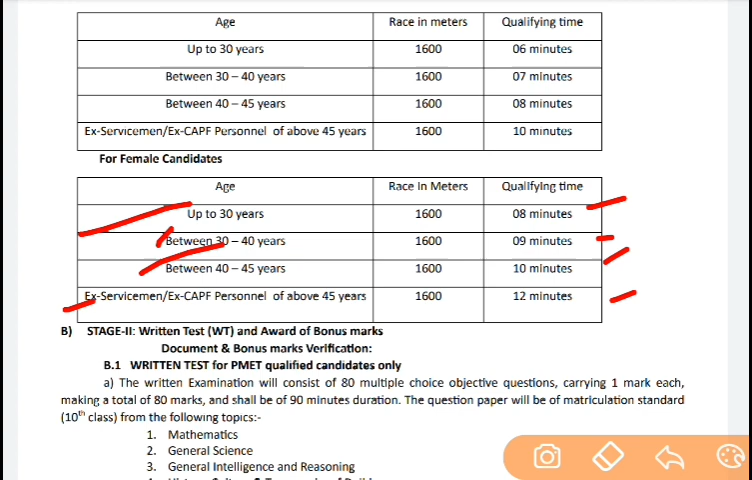 Age Race in meters Qualifying time
Up to 30 years 1600 06 minutes
Between 30 – 40 years 1600 07 minutes
Between 40 – 45 years 1600 08 minutes
Ex-Servicemen/Ex-CAPF Personnel of above 45 years 1600 10 minutes
For Female Candidates
Age Race In Meters Qualifying time
Up to 30 years 1600 08 minutes
Between 30 – 40 years 1600 09 minutes
Between 40 – 45 years 1600 10 minutes
Ex-Servicemen/Ex-CAPF Personnel of above 45 years 1600 12 minutes
B) STAGE-II: Written Test (WT) and Award of Bonus marks
Document & Bonus marks Verification:
B.1 WRITTEN TEST for PMET qualified candidates only
a) The written Examination will consist of 80 multiple choice objective questions, carrying 1 mark each,
making a total of 80 marks, and shall be of 90 minutes duration. The question paper will be of matriculation standard
(10th class) from the following topics:-
1. Mathematics
2. General Science
3. General Intelligence and Reasoning